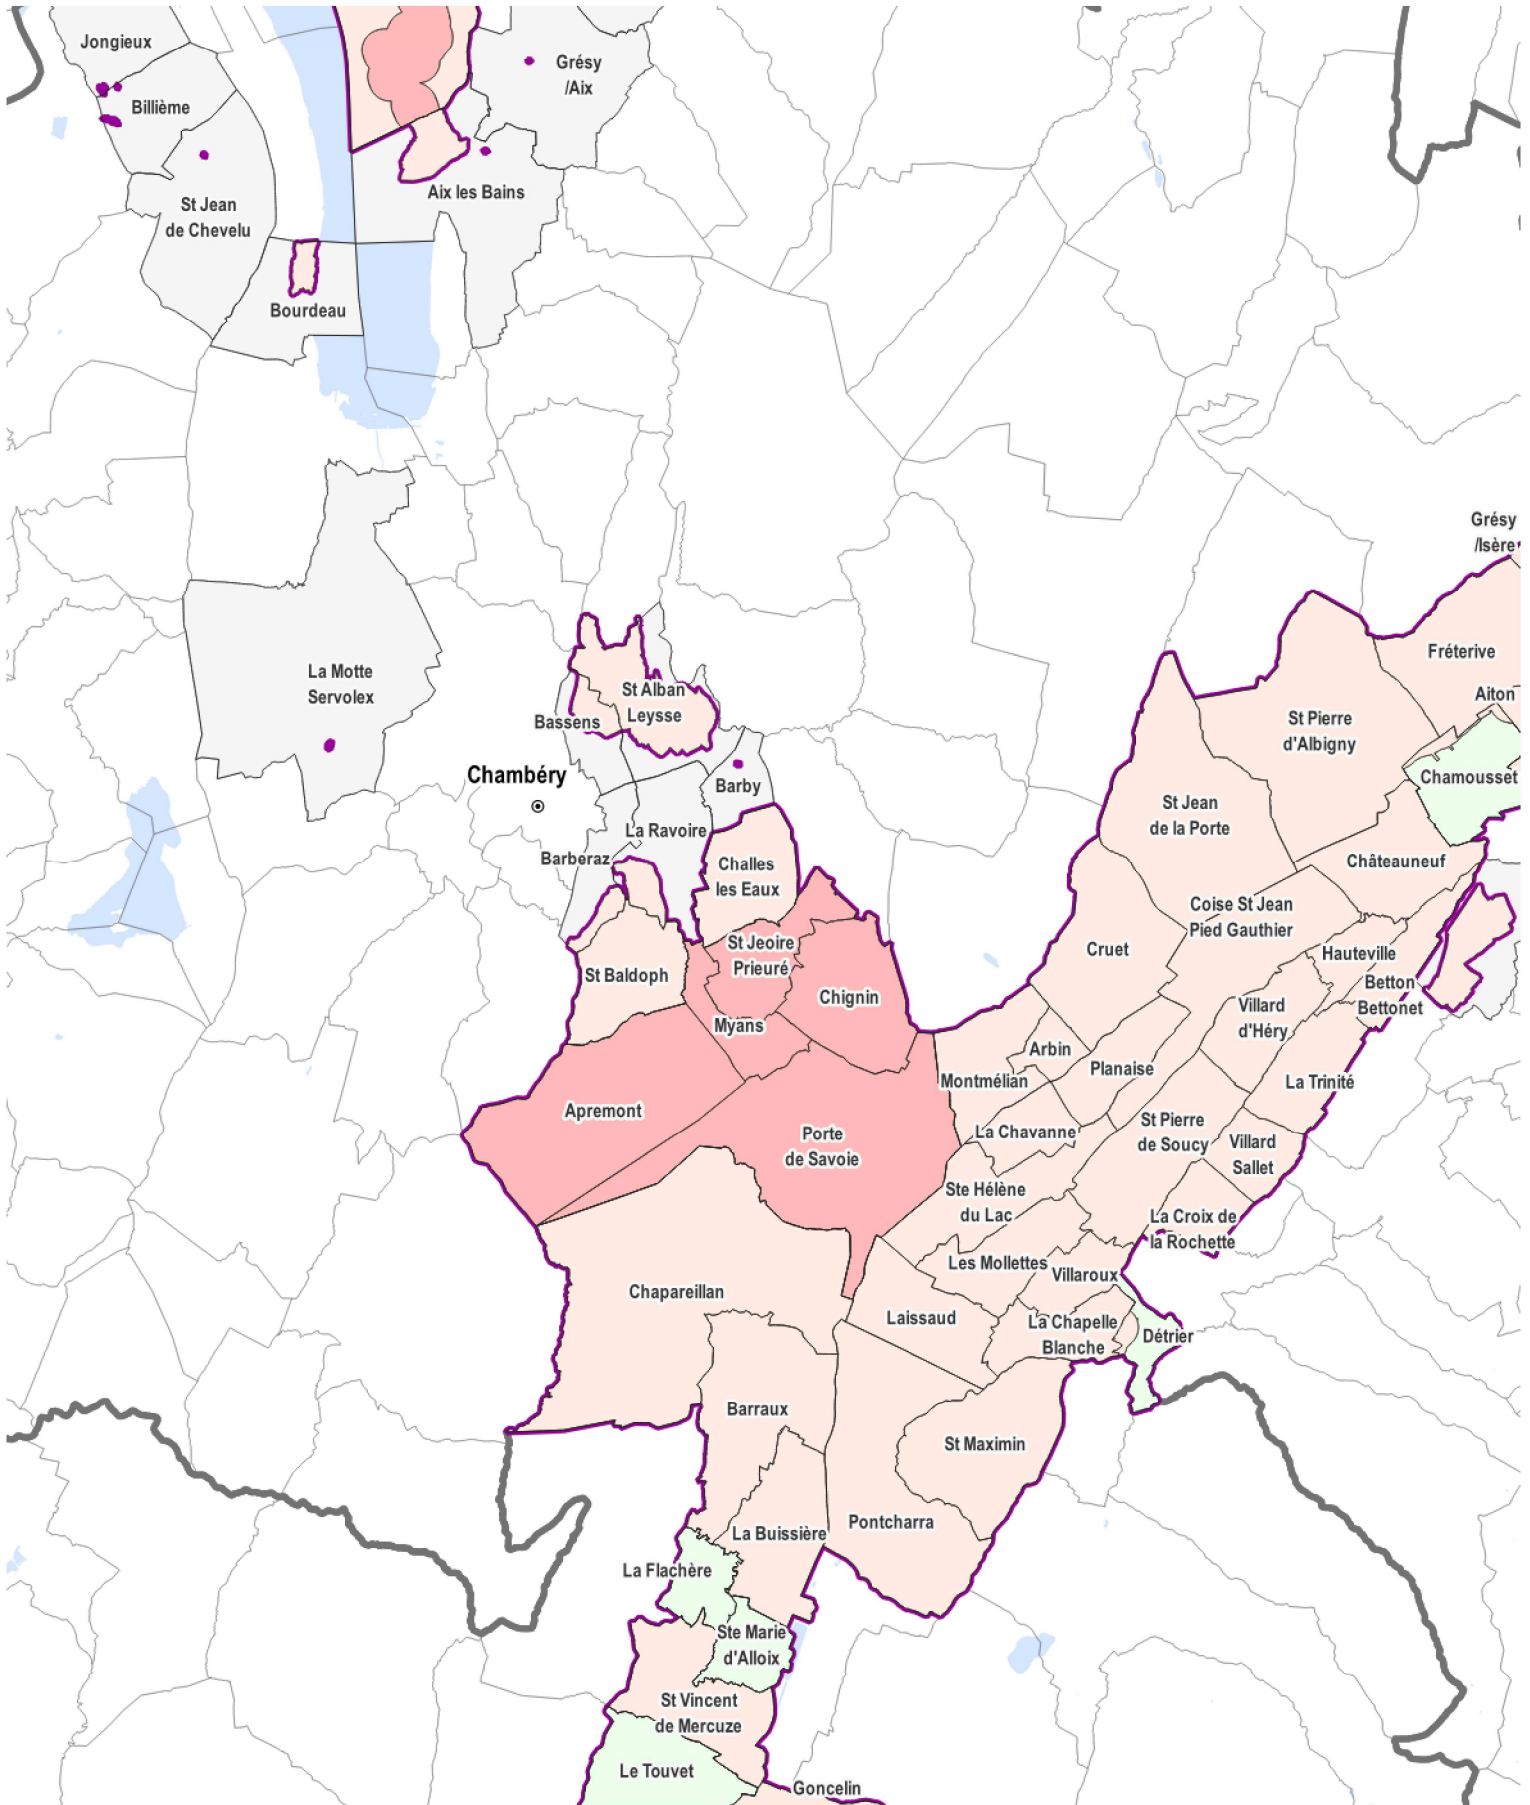 Jongieux
Billième
Grésy
/Aix
St Jean
de Chevelu
Aix les Bains
Bourdeau
Grésy
/Isère
La Motte
Servolex
St Alban
Leysse
Bassens
Fréterive
Aiton
St Pierre
d'Albigny
Chambéry
Barby
Chamousset
La Ravoire
St Jean
de la Porte
Barberaz
Challes
les Eaux
Châteauneuf
Coise St Jean
Pied Gauthier
St Jeoire
Prieuré
Cruet
Hauteville
St Baldoph
Betton
Bettonet
Chignin
Villard
d'Héry
Myans
Arbin
Planaise
Montmélian
La Trinité
Apremont
Porte
de Savoie
La Chavanne
St Pierre
de Soucy
Villard
Sallet
Ste Hélène
du Lac
La Croix de
la Rochette
Les Mollettes
Villaroux
Chapareillan
Laissaud
La Chapelle
Blanche
Détrier
Barraux
St Maximin
La Buissière
Pontcharra
La Flachère
Ste Marie
d'Alloix
St Vincent
de Mercuze
Le Touvet
Goncelin